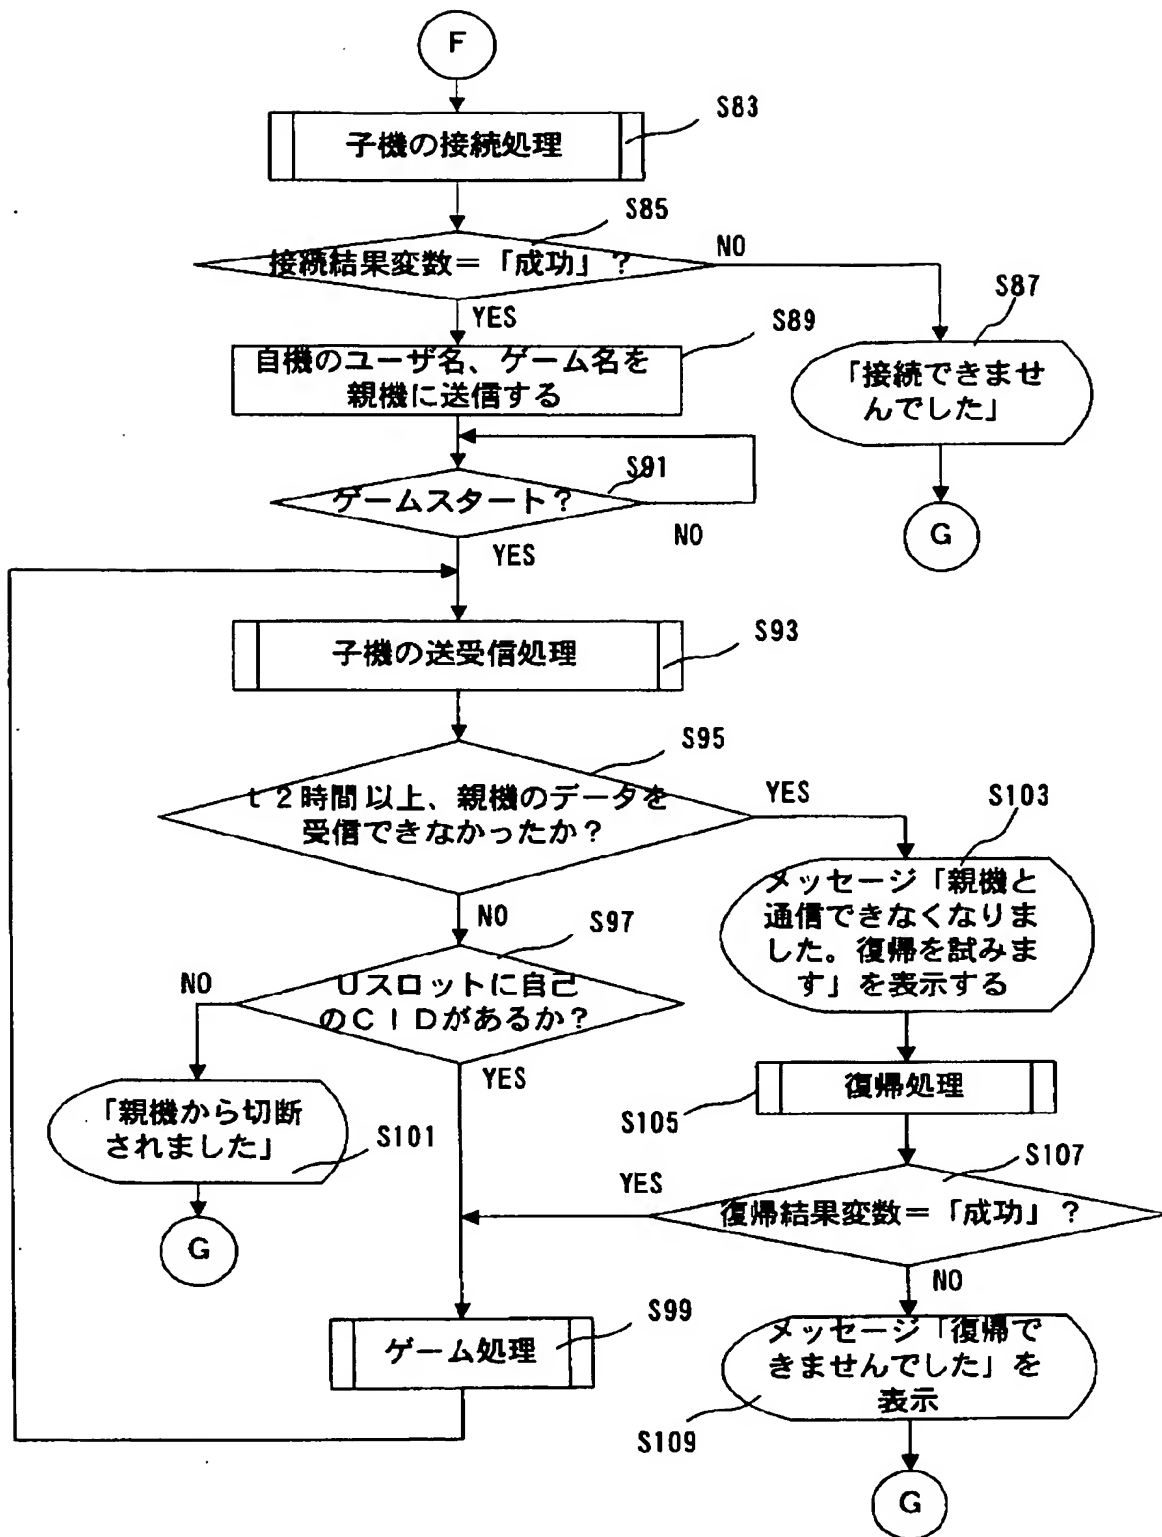 F
S83
子機の接続処理
S85
接続結果変数=「成功」?
NO
YES
S87
「接続できませ
んでした」
G
S89
自機のユーザ名、ゲーム名を
親機に送信する
S91
ゲームスタート?
NO
YES
S93
子機の送受信処理
S95
t2時間以上、親機のデータを
受信できなかったか?
YES
NO
S103
メッセージ「親機と
通信できなくなりま
した。復帰を試みま
す」を表示する
S97
Uスロットに自己
のCIDがあるか?
NO
YES
「親機から切断
されました」
S101
G
復帰処理
S105
S107
復帰結果変数=「成功」?
YES
NO
S99
ゲーム処理
メッセージ「復帰で
きませんでした」を
表示
S109
G